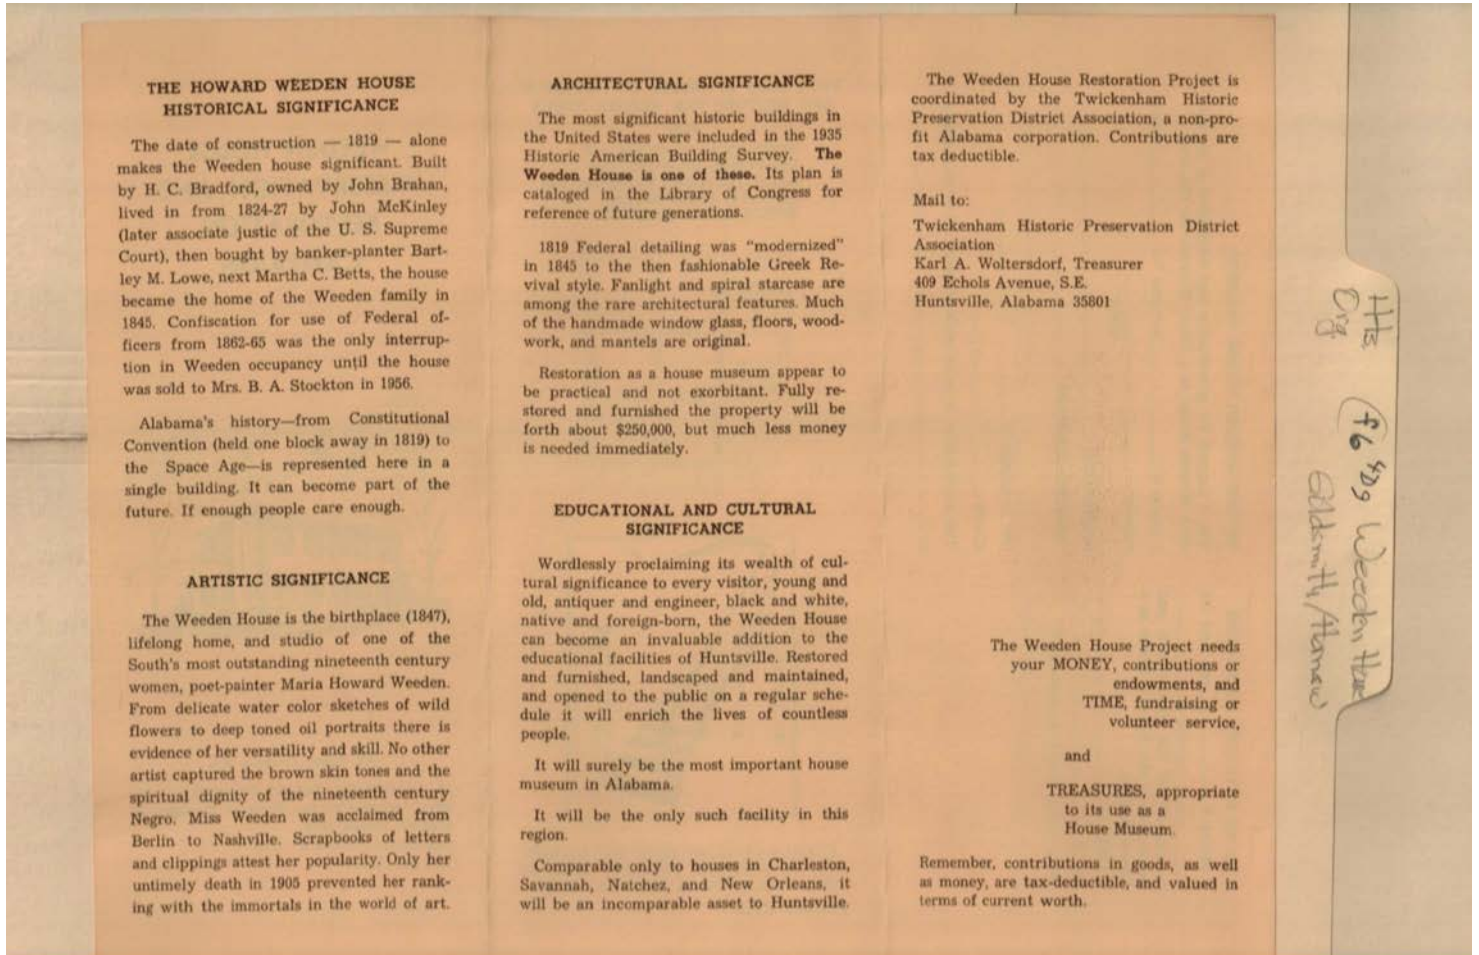 THE HOWARD WEEDEN HOUSE
HISTORICAL SIGNIFICANCE
The date of construction — 1819 — alone
makes the Weeden house significant. Built
by H. C. Bradford, owned by John Brahan,
lived in from 1824-27 by John McKinley
(later associate justic of the U. S. Supreme
Court), then bought by banker-planter Bart-
ley M. Lowe, next Martha C. Betts, the house
became the home of the Weeden family in
1845. Confiscation for use of Federal of-
ficers from 1862-65 was the only interrup-
tion in Weeden occupancy until the house
was sold to Mrs. B. A. Stockton in 1956.
Alabama's history—from Constitutional
Convention (held one block away in 1819) to
the Space Age—is represented here in a
single building. It can become part of the
future. If enough people care enough.
ARTISTIC SIGNIFICANCE
The Weeden House is the birthplace (1847),
lifelong home, and studio of one of the
South's most outstanding nineteenth century
women, poet-painter Maria Howard Weeden.
From delicate water color sketches of wild
flowers to deep toned oil portraits there is
evidence of her versatility and skill. No other
artist captured the brown skin tones and the
spiritual dignity of the nineteenth century
Negro. Miss Weeden was acclaimed from
Berlin to Nashville. Scrapbooks of letters
and clippings attest her popularity. Only her
untimely death in 1905 prevented her rank-
ing with the immortals in the world of art.
ARCHITECTURAL SIGNIFICANCE
The most significant historic buildings in
the United States were included in the 1935
Historic American Building Survey. The
Weeden House is one of these. Its plan is
cataloged in the Library of Congress for
reference of future generations.
1819 Federal detailing was "modernized"
in 1845 to the then fashionable Greek Re-
vival style. Fanlight and spiral starcase are
among the rare architectural features. Much
of the handmade window glass, floors, wood-
work, and mantels are original.
Restoration as a house museum appear to
be practical and not exorbitant. Fully re-
stored and furnished the property will be
forth about $250,000, but much less money
is needed immediately.
EDUCATIONAL AND CULTURAL
SIGNIFICANCE
Wordlessly proclaiming its wealth of cul-
tural significance to every visitor, young and
old, antiquer and engineer, black and white,
native and foreign-born, the Weeden House
can become an invaluable addition to the
educational facilities of Huntsville. Restored
and furnished, landscaped and maintained,
and opened to the public on a regular sche-
dule it will enrich the lives of countless
people.
It will surely be the most important house
museum in Alabama.
It will be the only such facility in this
region.
Comparable only to houses in Charleston,
Savannah, Natchez, and New Orleans, it
will be an incomparable asset to Huntsville.
The Weeden House Restoration Project is
coordinated by the Twickenham Historic
Preservation District Association, a non-pro-
fit Alabama corporation. Contributions are
tax deductible.
Mail to:
Twickenham Historic Preservation District
Association
Karl A. Woltersdorf, Treasurer
409 Echols Avenue, S.E.
Huntsville, Alabama 35801
The Weeden House Project needs
your MONEY, contributions or
endowments, and
TIME, fundraising or
volunteer service,
and
TREASURES, appropriate
to its use as a
House Museum.
Remember, contributions in goods, as well
as money, are tax-deductible, and valued in
terms of current worth.
Org
Weeden